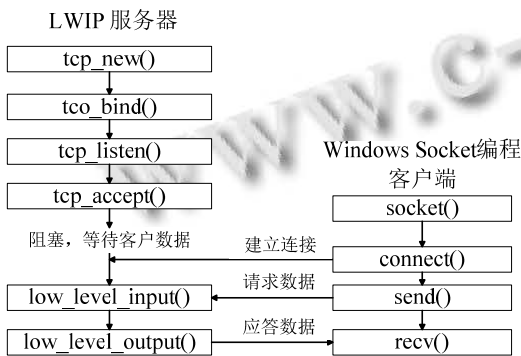 LWIP 服务器
tcp_new()
tco_bind()
tcp_listen()
tcp_accept()
阻塞，等待客户数据
low_level_input()
low_level_output()
建立连接
请求数据
应答数据
Windows Socket编程
客户端
socket()
connect()
send()
recv()
www.c-